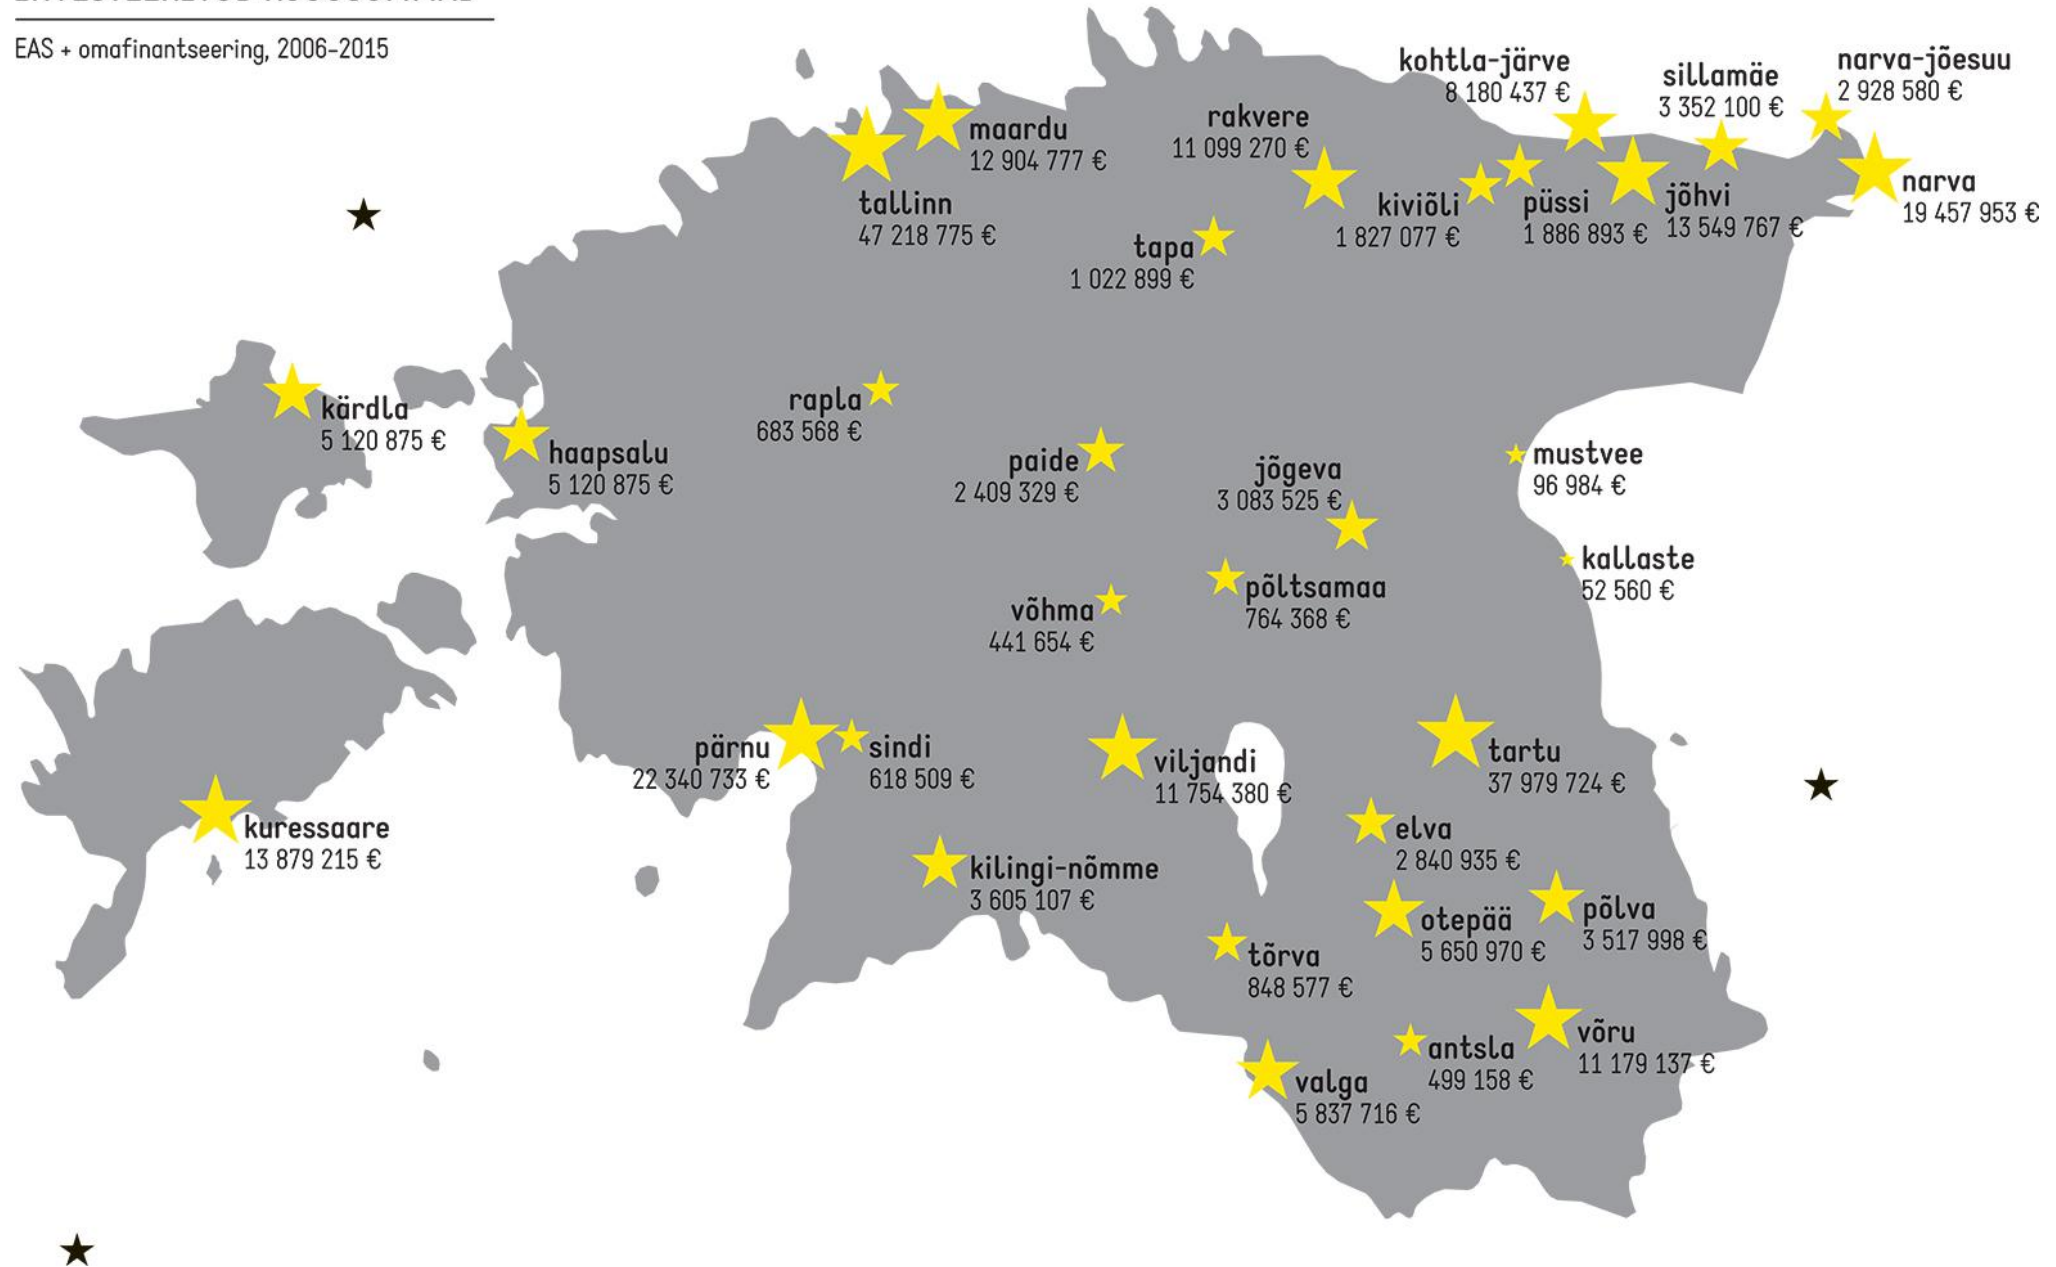 EAS + omafinantseering, 2006-2015
kohtla-järve
8 180 437 €
sillamäe
3 352 100 €
narva-jõesuu
2 928 580 €
maardu
12 904 777 €
rakvere
11 099 270 €
tallinn
47 218 775 €
kiviõli
1 827 077 €
püssi
1 886 893 €
jõhvi
13 549 767 €
narva
19 457 953 €
tapa
1 022 899 €
kärdla
5 120 875 €
haapsalu
5 120 875 €
rapla
683 568 €
paide
2 409 329 €
jõgeva
3 083 525 €
mustvee
96 984 €
kallaste
52 560 €
võhma
441 654 €
põltsamaa
764 368 €
pärnu
22 340 733 €
sindi
618 509 €
viljandi
11 754 380 €
tartu
37 979 724 €
kuressaare
13 879 215 €
elva
2 840 935 €
kilingi-nõmme
3 605 107 €
otepää
5 650 970 €
põlva
3 517 998 €
tõrva
848 577 €
antsla
499 158 €
võru
11 179 137 €
valga
5 837 716 €